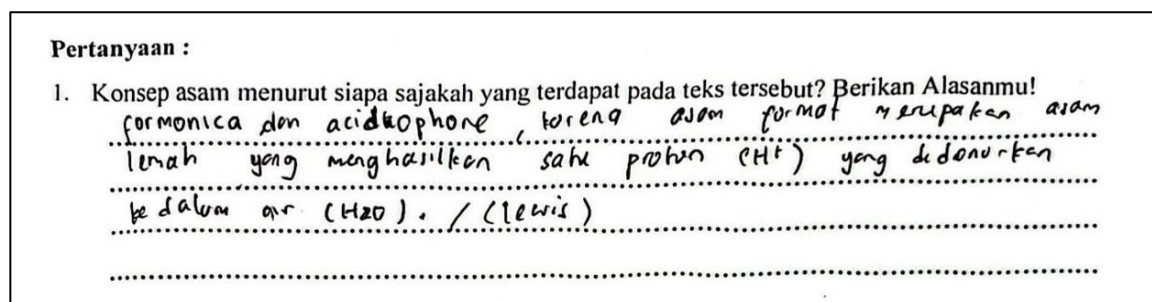 Pertanyaan :
1. Konsep asam menurut siapa sajakah yang terdapat pada teks tersebut? Berikan Alasanmu!
formonica dan acidkophore, karena asam format merupakan asam
lemah yang menghasilkan satu proton (H+) yang didonorkan
ke dalam air (H2O). / (lewis)